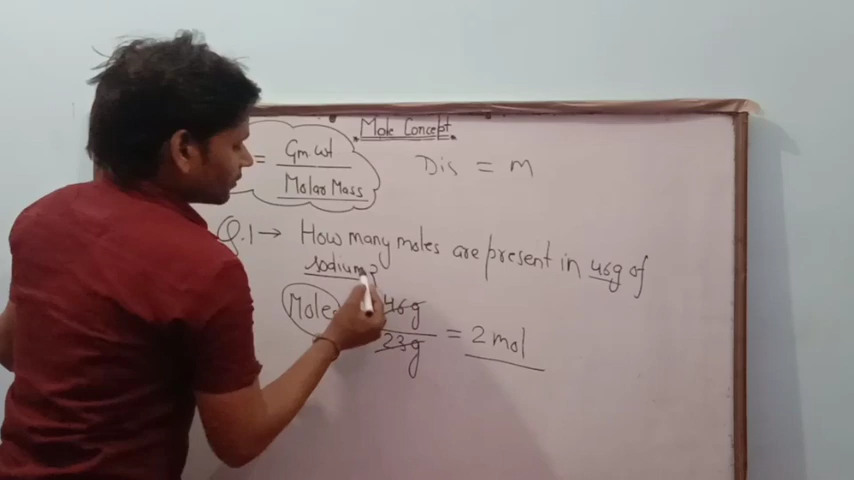 Mole Concept
= Gm wt
Molar Mass
Dis = m
Q.1 → How many moles are present in 46g of
sodium?
Moles
46g
23g
= 2 mol